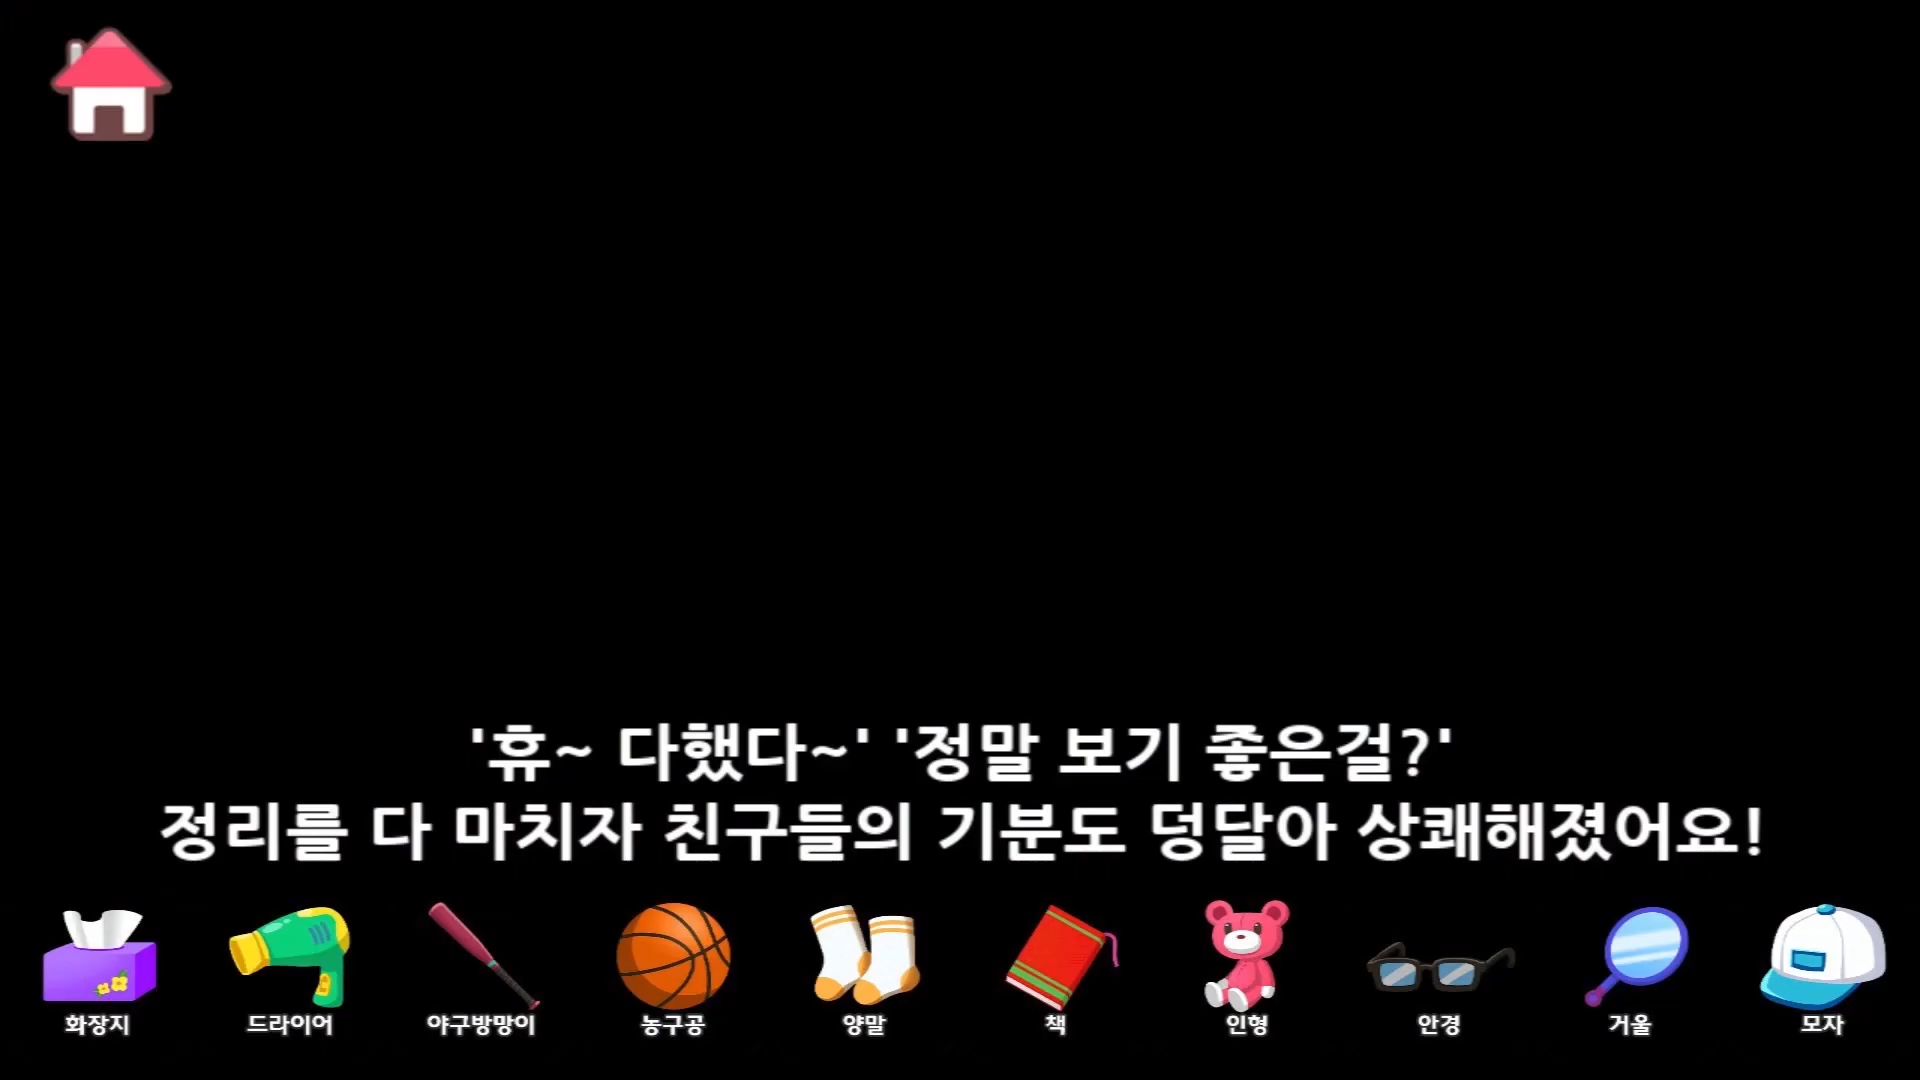 '휴~ 다했다~' '정말 보기 좋은걸?'
정리를 다 마치자 친구들의 기분도 덩달아 상쾌해졌어요!
화장지
드라이어
야구방망이
농구공
양말
책
인형
안경
거울
모자